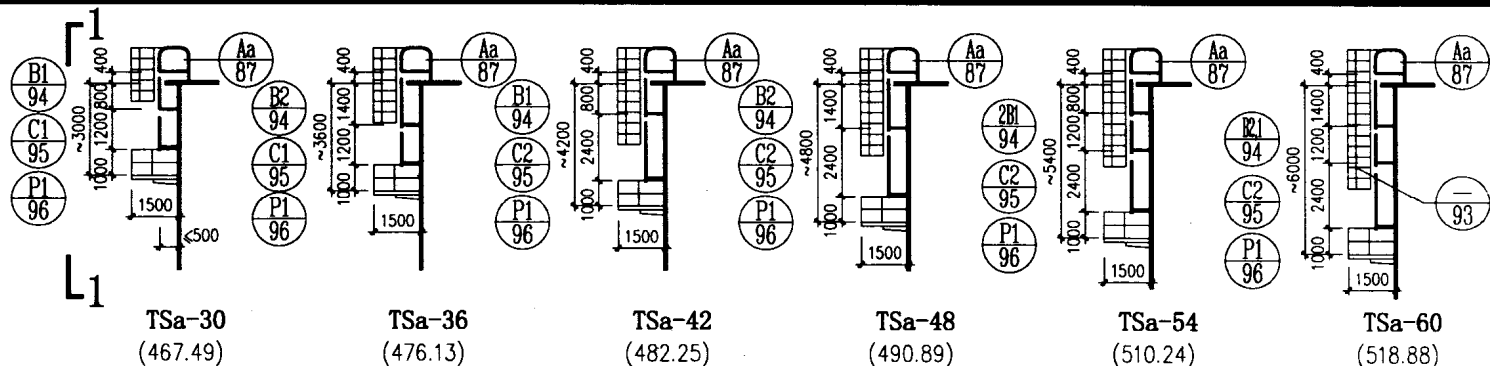 1
B1
94
C1
95
P1
96
400
800
1200
1000
~3000
1500
≤500
Aa
87
1
TSa-30
(467.49)
B2
94
C1
95
P1
96
400
1400
1200
1000
~3600
1500
Aa
87
TSa-36
(476.13)
B1
94
C2
95
P1
96
400
800
2400
1000
~4200
1500
Aa
87
TSa-42
(482.25)
B2
94
C2
95
P1
96
400
1400
2400
1000
~4800
1500
Aa
87
TSa-48
(490.89)
2B1
94
C2
95
P1
96
400
800
1200
2400
1000
~5400
1500
Aa
87
TSa-54
(510.24)
B2,1
94
C2
95
P1
96
400
1400
1200
2400
1000
~6000
1500
Aa
87
—
93
TSa-60
(518.88)